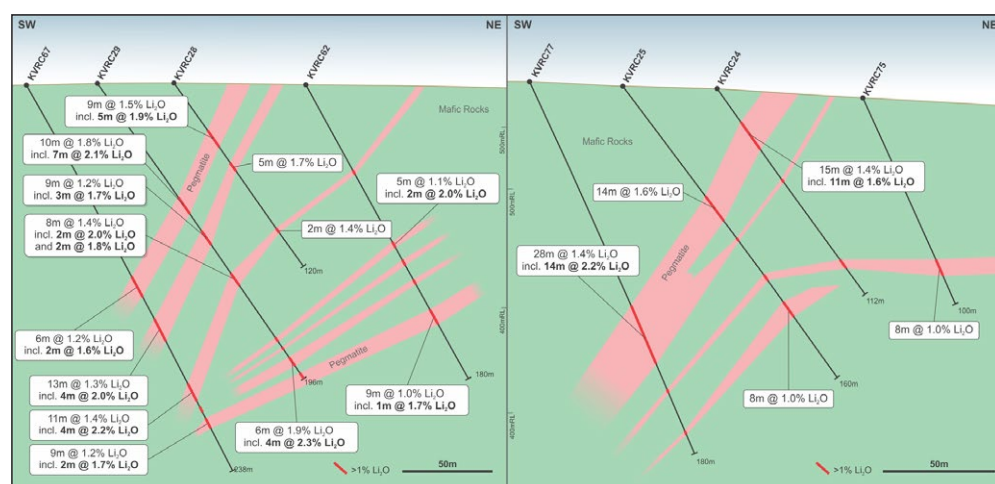 SW
NE
KVRC67
KVRC29
KVRC28
KVRC62
Mafic Rocks
9m @ 1.5% Li₂O
incl. 5m @ 1.9% Li₂O
10m @ 1.8% Li₂O
incl. 7m @ 2.1% Li₂O
9m @ 1.2% Li₂O
incl. 3m @ 1.7% Li₂O
8m @ 1.4% Li₂O
incl. 2m @ 2.0% Li₂O
and 2m @ 1.8% Li₂O
Pegmatite
5m @ 1.7% Li₂O
5m @ 1.1% Li₂O
incl. 2m @ 2.0% Li₂O
2m @ 1.4% Li₂O
500mRL
400mRL
120m
6m @ 1.2% Li₂O
incl. 2m @ 1.6% Li₂O
13m @ 1.3% Li₂O
incl. 4m @ 2.0% Li₂O
11m @ 1.4% Li₂O
incl. 4m @ 2.2% Li₂O
9m @ 1.2% Li₂O
incl. 2m @ 1.7% Li₂O
Pegmatite
196m
180m
9m @ 1.0% Li₂O
incl. 1m @ 1.7% Li₂O
6m @ 1.9% Li₂O
incl. 4m @ 2.3% Li₂O
238m
>1% Li₂O
50m
SW
NE
KVRC77
KVRC25
KVRC24
KVRC75
Mafic Rocks
15m @ 1.4% Li₂O
incl. 11m @ 1.6% Li₂O
14m @ 1.6% Li₂O
500mRL
28m @ 1.4% Li₂O
incl. 14m @ 2.2% Li₂O
Pegmatite
112m
100m
8m @ 1.0% Li₂O
160m
8m @ 1.0% Li₂O
400mRL
180m
>1% Li₂O
50m